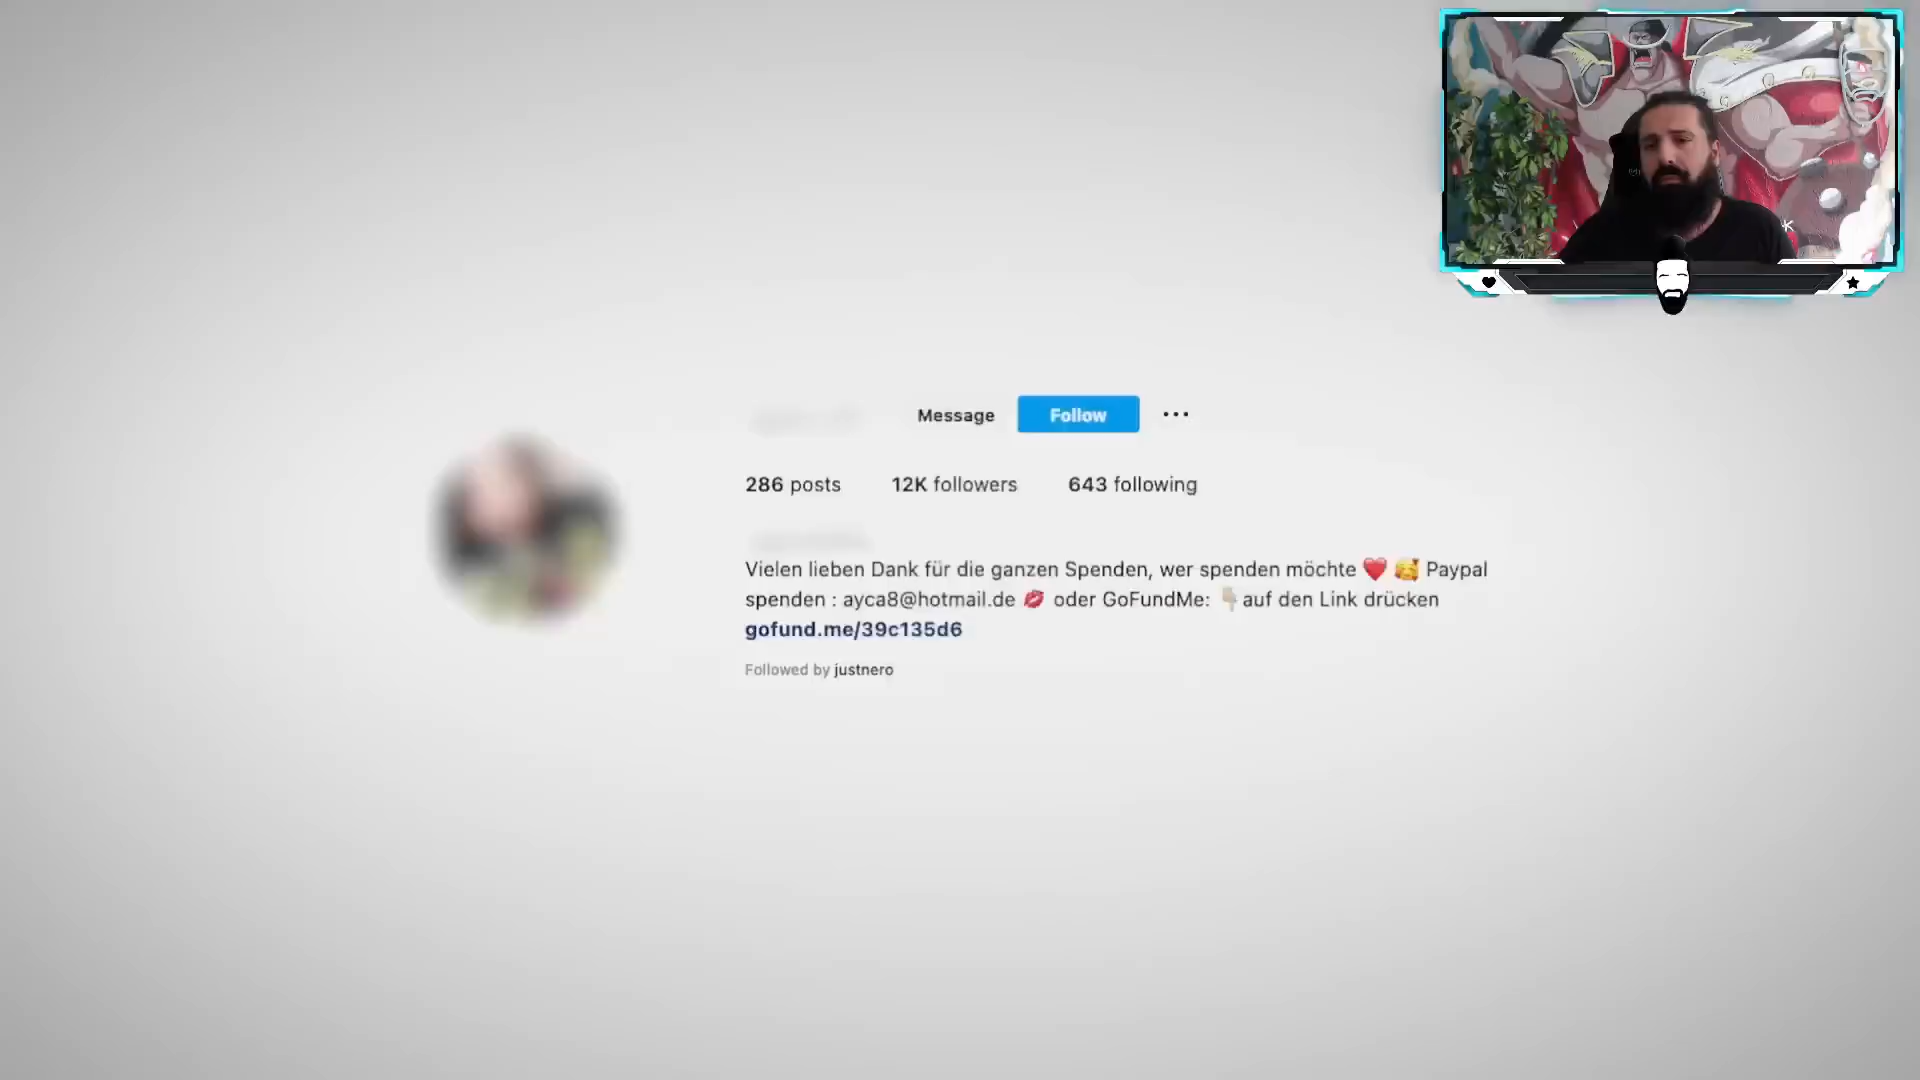 Message Follow ...
286 posts 12K followers 643 following
Vielen lieben Dank für die ganzen Spenden, wer spenden möchte ❤️ 🥰 Paypal
spenden : ayca8@hotmail.de 💋 oder GoFundMe: 👇🏼auf den Link drücken
gofund.me/39c135d6
Followed by justnero